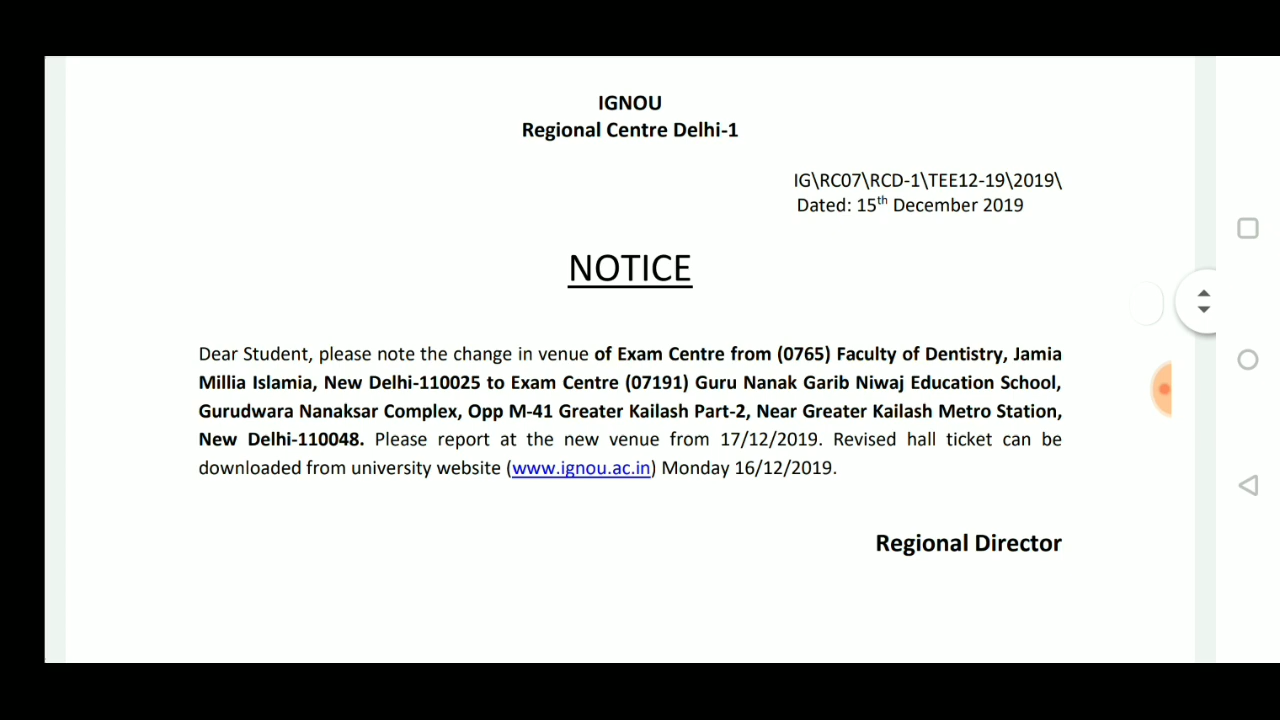 IGNOU
Regional Centre Delhi-1
IG\RC07\RCD-1\TEE12-19\2019\
Dated: 15th December 2019
NOTICE
Dear Student, please note the change in venue of Exam Centre from (0765) Faculty of Dentistry, Jamia
Millia Islamia, New Delhi-110025 to Exam Centre (07191) Guru Nanak Garib Niwaj Education School,
Gurudwara Nanaksar Complex, Opp M-41 Greater Kailash Part-2, Near Greater Kailash Metro Station,
New Delhi-110048. Please report at the new venue from 17/12/2019. Revised hall ticket can be
downloaded from university website (www.ignou.ac.in) Monday 16/12/2019.
Regional Director